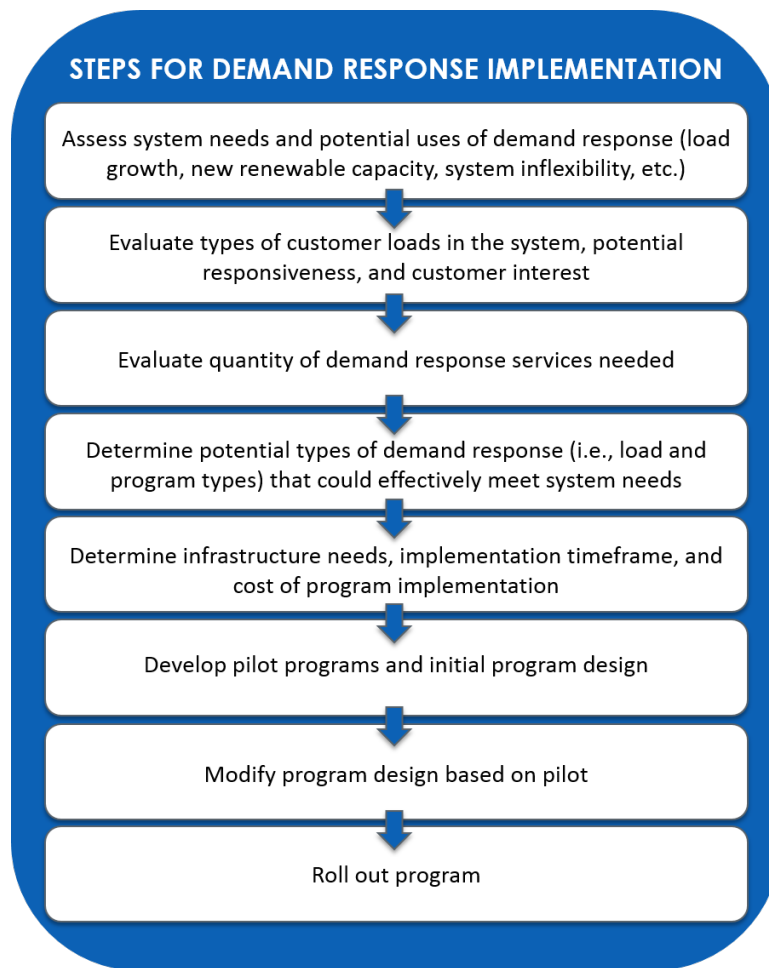 STEPS FOR DEMAND RESPONSE IMPLEMENTATION
Assess system needs and potential uses of demand response (load
growth, new renewable capacity, system inflexibility, etc.)
Evaluate types of customer loads in the system, potential
responsiveness, and customer interest
Evaluate quantity of demand response services needed
Determine potential types of demand response (i.e., load and
program types) that could effectively meet system needs
Determine infrastructure needs, implementation timeframe, and
cost of program implementation
Develop pilot programs and initial program design
Modify program design based on pilot
Roll out program